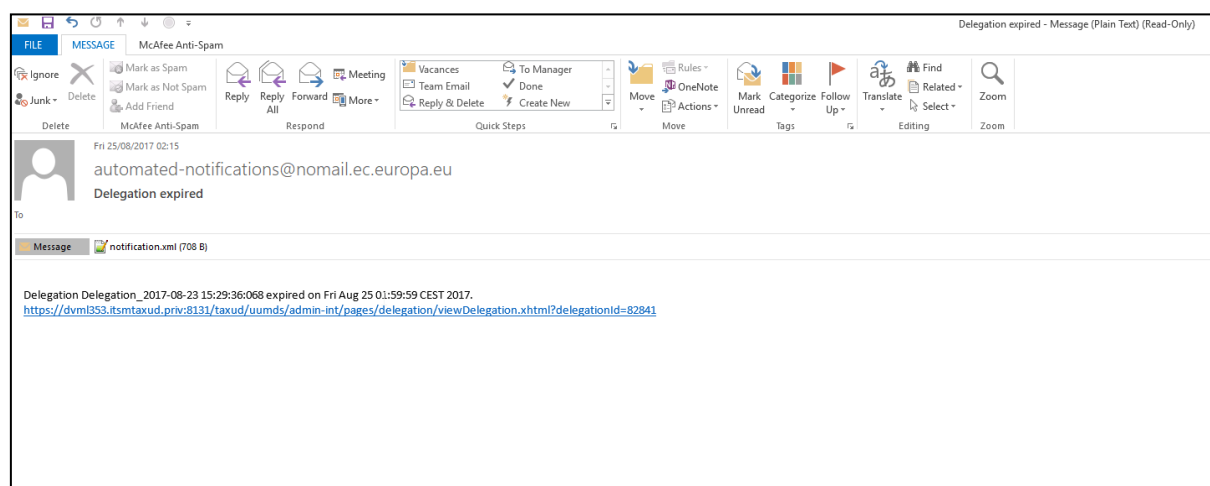 Delegation expired - Message (Plain Text) (Read-Only)
FILE MESSAGE McAfee Anti-Spam
Ignore
Junk
Delete
Delete
Mark as Spam
Mark as Not Spam
Add Friend
McAfee Anti-Spam
Reply
Reply All
Forward
Meeting
More
Respond
Vacances
Team Email
Reply & Delete
To Manager
Done
Create New
Quick Steps
Move
Rules
OneNote
Actions
Move
Mark Unread
Categorize
Follow Up
Tags
Translate
Find
Related
Select
Editing
Zoom
Zoom
Fri 25/08/2017 02:15
automated-notifications@nomail.ec.europa.eu
Delegation expired
To
Message notification.xml (708 B)
Delegation Delegation_2017-08-23 15:29:36:068 expired on Fri Aug 25 01:59:59 CEST 2017.
https://dvml353.itsmtaxud.priv:8131/taxud/uumds/admin-int/pages/delegation/viewDelegation.xhtml?delegationId=82841